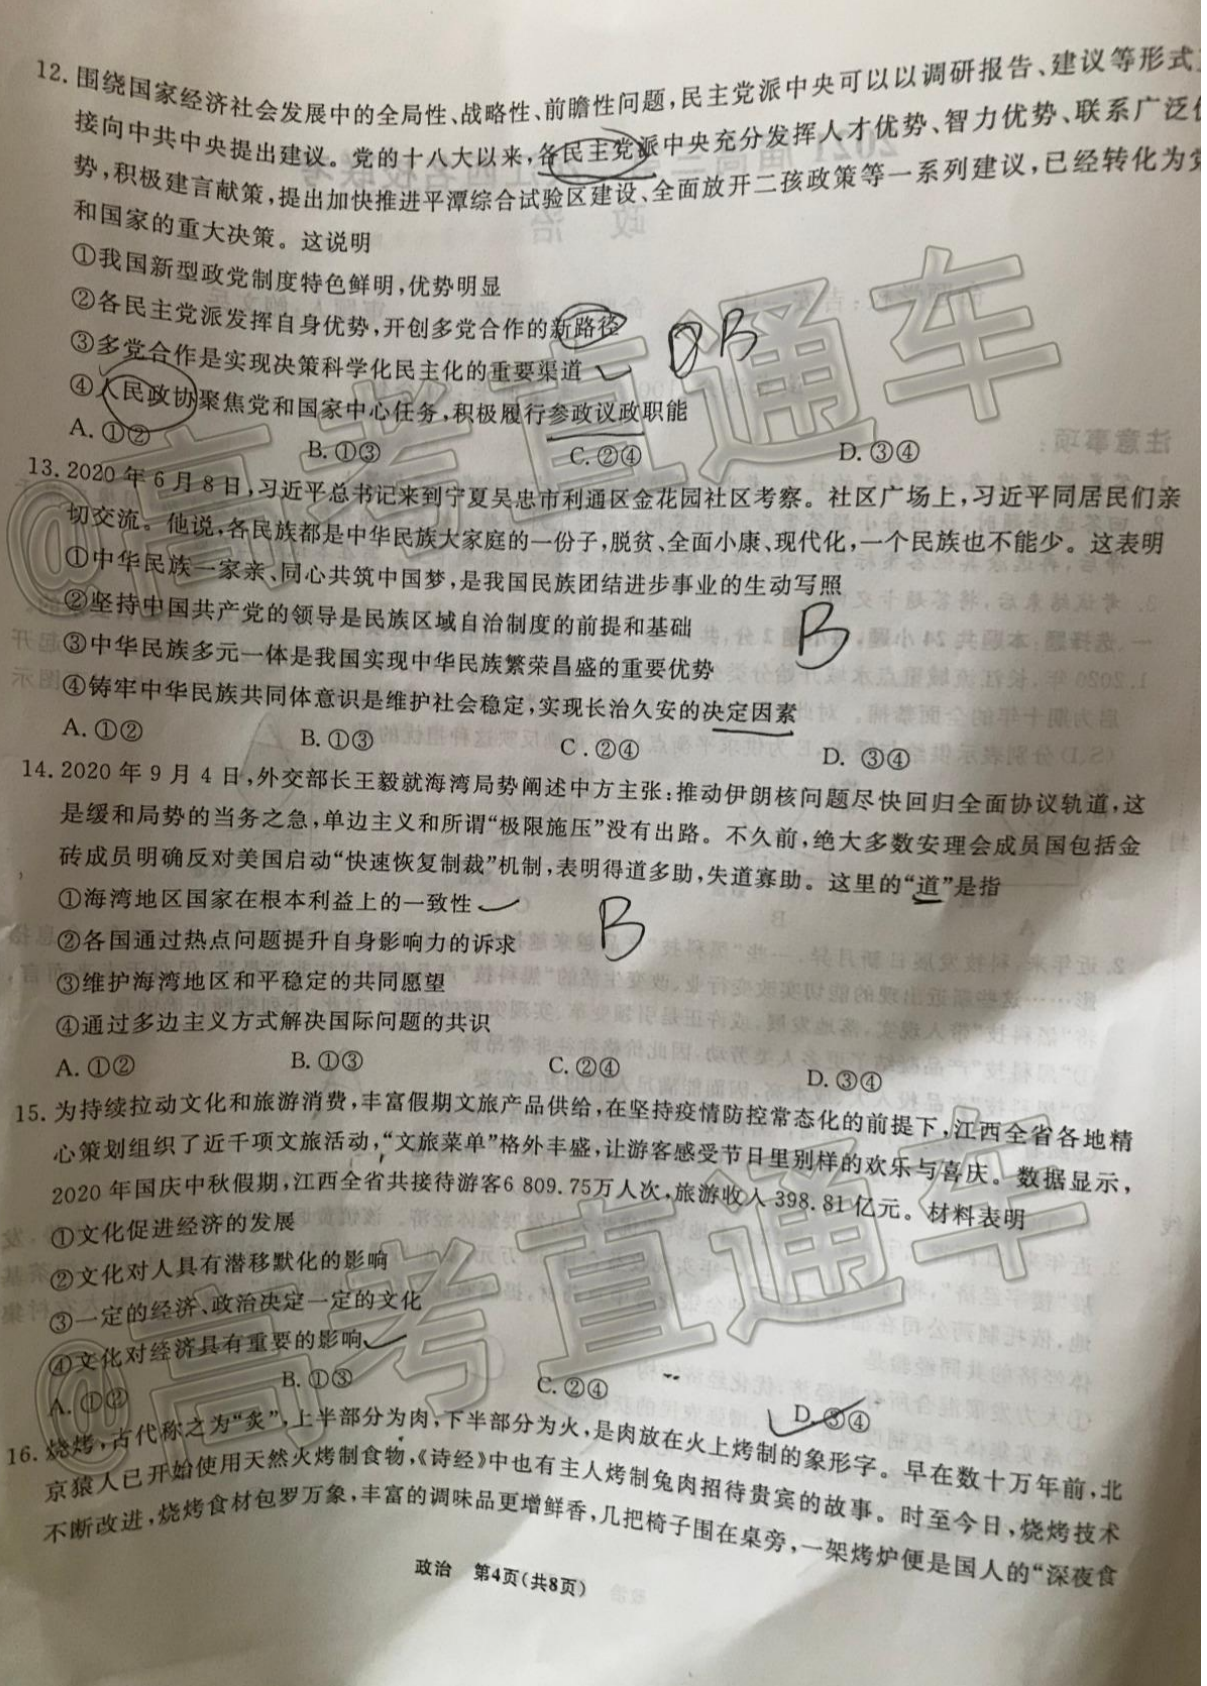 12. 围绕国家经济社会发展中的全局性、战略性、前瞻性问题,民主党派中央可以以调研报告、建议等形式
接向中共中央提出建议。党的十八大以来,各民主党派中央充分发挥人才优势、智力优势、联系广泛
势,积极建言献策,提出加快推进平潭综合试验区建设、全面放开二孩政策等一系列建议,已经转化为党
和国家的重大决策。这说明
①我国新型政党制度特色鲜明,优势明显
②各民主党派发挥自身优势,开创多党合作的新路径
③多党合作是实现决策科学化民主化的重要渠道
B
④人民政协聚焦党和国家中心任务,积极履行参政议政职能
A. ①② B. ①③ C. ②④ D. ③④
13. 2020年6月8日,习近平总书记来到宁夏吴忠市利通区金花园社区考察。社区广场上,习近平同居民们亲
切交流。他说,各民族都是中华民族大家庭的一份子,脱贫、全面小康、现代化,一个民族也不能少。这表明
①中华民族一家亲、同心共筑中国梦,是我国民族团结进步事业的生动写照
②坚持中国共产党的领导是民族区域自治制度的前提和基础
B
③中华民族多元一体是我国实现中华民族繁荣昌盛的重要优势
④铸牢中华民族共同体意识是维护社会稳定,实现长治久安的决定因素
A. ①② B. ①③ C. ②④ D. ③④
14. 2020年9月4日,外交部长王毅就海湾局势阐述中方主张:推动伊朗核问题尽快回归全面协议轨道,这
是缓和局势的当务之急,单边主义和所谓“极限施压”没有出路。不久前,绝大多数安理会成员国包括金
砖成员明确反对美国启动“快速恢复制裁”机制,表明得道多助,失道寡助。这里的“道”是指
①海湾地区国家在根本利益上的一致性
B
②各国通过热点问题提升自身影响力的诉求
③维护海湾地区和平稳定的共同愿望
④通过多边主义方式解决国际问题的共识
A. ①② B. ①③ C. ②④ D. ③④
15. 为持续拉动文化和旅游消费,丰富假期文旅产品供给,在坚持疫情防控常态化的前提下,江西全省各地精
心策划组织了近千项文旅活动,“文旅菜单”格外丰盛,让游客感受节日里别样的欢乐与喜庆。数据显示,
2020年国庆中秋假期,江西全省共接待游客6 809.75万人次,旅游收入398.81亿元。材料表明
①文化促进经济的发展
②文化对人具有潜移默化的影响
③一定的经济、政治决定一定的文化
④文化对经济具有重要的影响
A. ①② B. ①③ C. ②④ D. ③④
16. 烧烤,古代称之为“炙”,上半部分为肉,下半部分为火,是肉放在火上烤制的象形字。早在数十万年前,北
京猿人已开始使用天然火烤制食物,《诗经》中也有主人烤制兔肉招待贵宾的故事。时至今日,烧烤技术
不断改进,烧烤食材包罗万象,丰富的调味品更增鲜香,几把椅子围在桌旁,一架烤炉便是国人的“深夜食
政治 第4页(共8页)
@高考直通车
@高考直通车